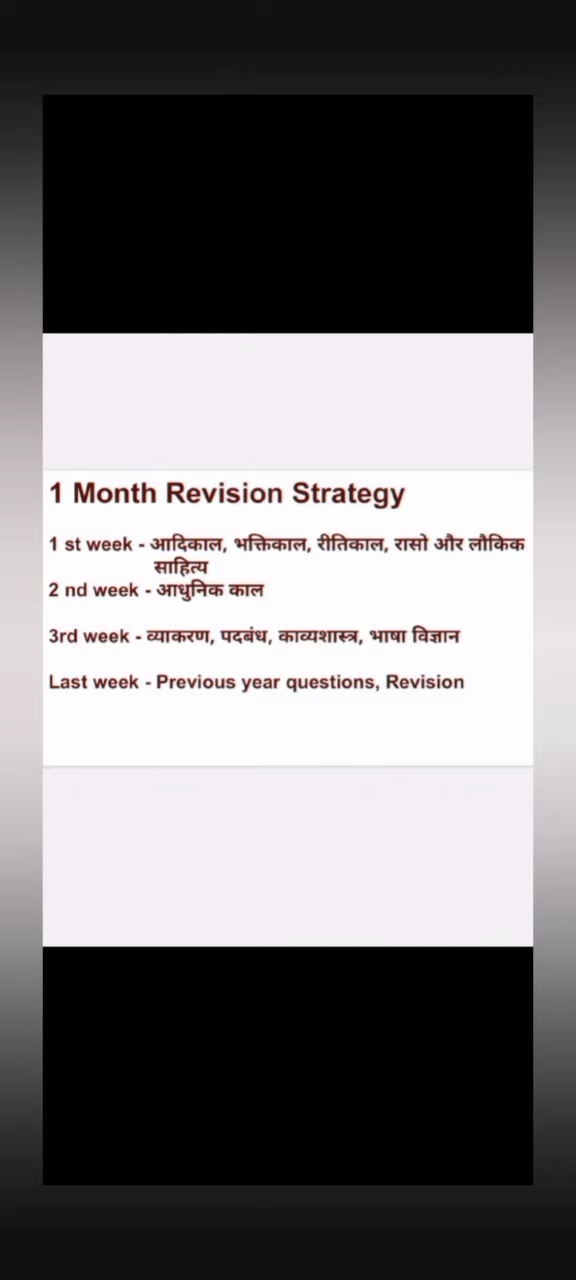 1 Month Revision Strategy
1 st week - आदिकाल, भक्तिकाल, रीतिकाल, रासो और लौकिक
साहित्य
2 nd week - आधुनिक काल
3rd week - व्याकरण, पदबंध, काव्यशास्त्र, भाषा विज्ञान
Last week - Previous year questions, Revision